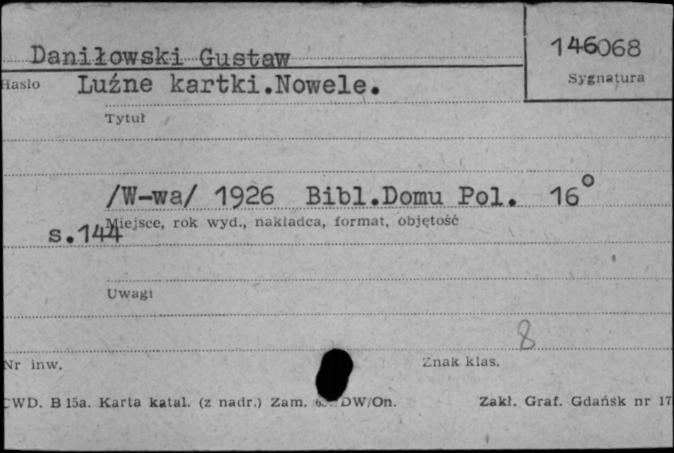 Daniłowski Gustaw
146068
Hasło
Luźne kartki.Nowele.
Sygnatura
Tytuł
/W-wa/ 1926 Bibl.Domu Pol. 16°
Miejsce, rok wyd., nakładca, format, objętość
s.144
Uwagi
8
Nr inw.
Znak klas.
CWD. B 15a. Karta katal. (z nadr.) Zam. DW/On.
Zakł. Graf. Gdańsk nr 17